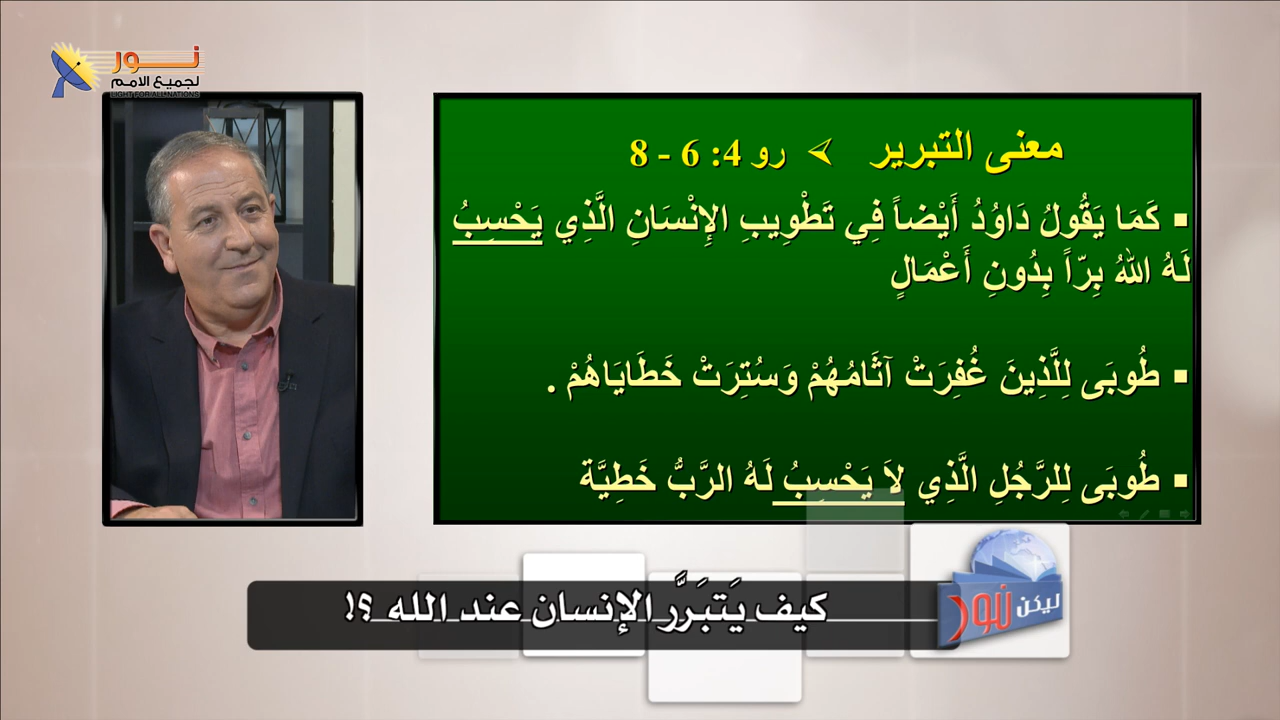 نور
لجميع الامم
LIGHT FOR ALL NATIONS
معنى التبرير ➢ رو 4: 6 - 8
▪ كَمَا يَقُولُ دَاوُدُ أَيْضاً فِي تَطْوِيبِ الإِنْسَانِ الَّذِي يَحْسِبُ
لَهُ اللهُ بِرّاً بِدُونِ أَعْمَالٍ
▪ طُوبَى لِلَّذِينَ غُفِرَتْ آثَامُهُمْ وَسُتِرَتْ خَطَايَاهُمْ .
▪ طُوبَى لِلرَّجُلِ الَّذِي لاَ يَحْسِبُ لَهُ الرَّبُّ خَطِيَّة
كيف يَتبَرَّر الإنسان عند الله ؟!
ليكن نور